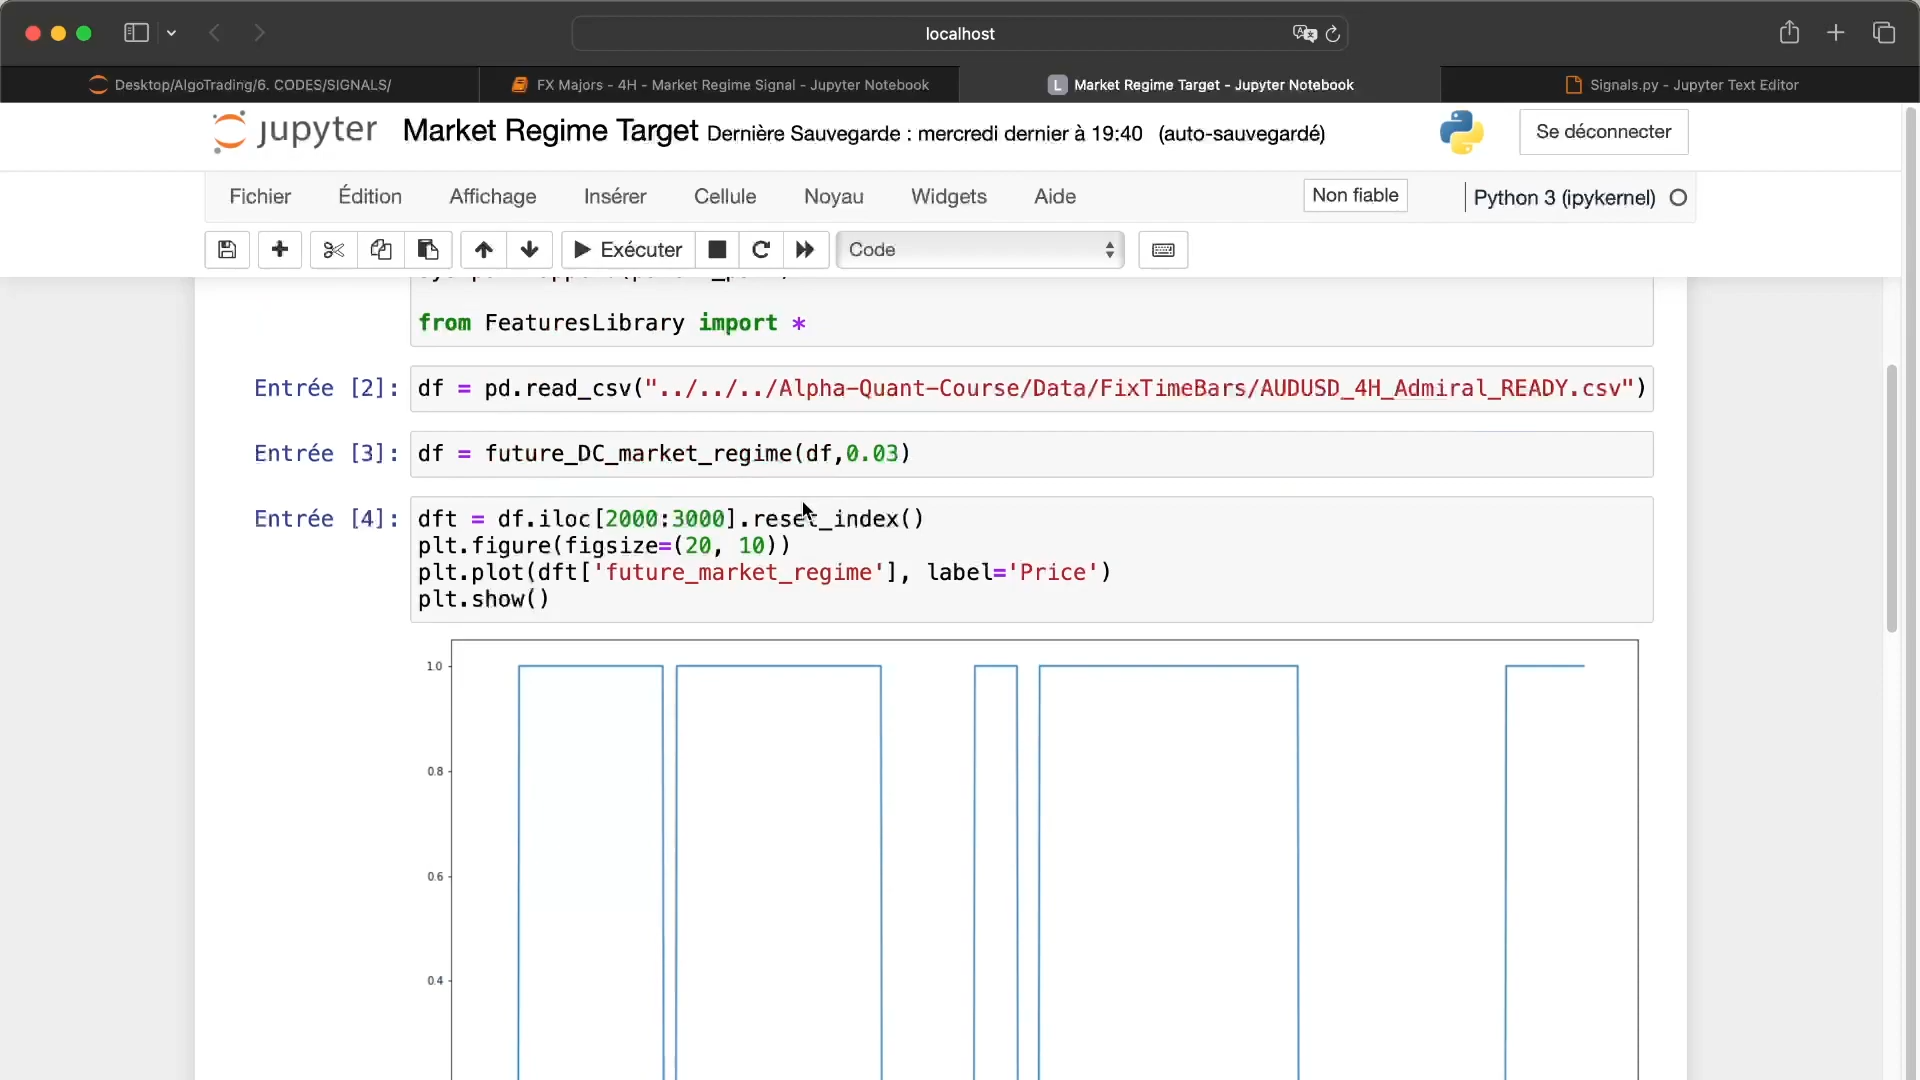 localhost
Desktop/AlgoTrading/6. CODES/SIGNALS/
FX Majors - 4H - Market Regime Signal - Jupyter Notebook
L Market Regime Target - Jupyter Notebook
Signals.py - Jupyter Text Editor
jupyter Market Regime Target Dernière Sauvegarde : mercredi dernier à 19:40 (auto-sauvegardé)
Se déconnecter
Fichier Édition Affichage Insérer Cellule Noyau Widgets Aide
Non fiable
Python 3 (ipykernel)
Exécuter
Code
from FeaturesLibrary import *
Entrée [2]: df = pd.read_csv("../../../Alpha-Quant-Course/Data/FixTimeBars/AUDUSD_4H_Admiral_READY.csv")
Entrée [3]: df = future_DC_market_regime(df,0.03)
Entrée [4]: dft = df.iloc[2000:3000].reset_index()
plt.figure(figsize=(20, 10))
plt.plot(dft['future_market_regime'], label='Price')
plt.show()
1.0
0.8
0.6
0.4